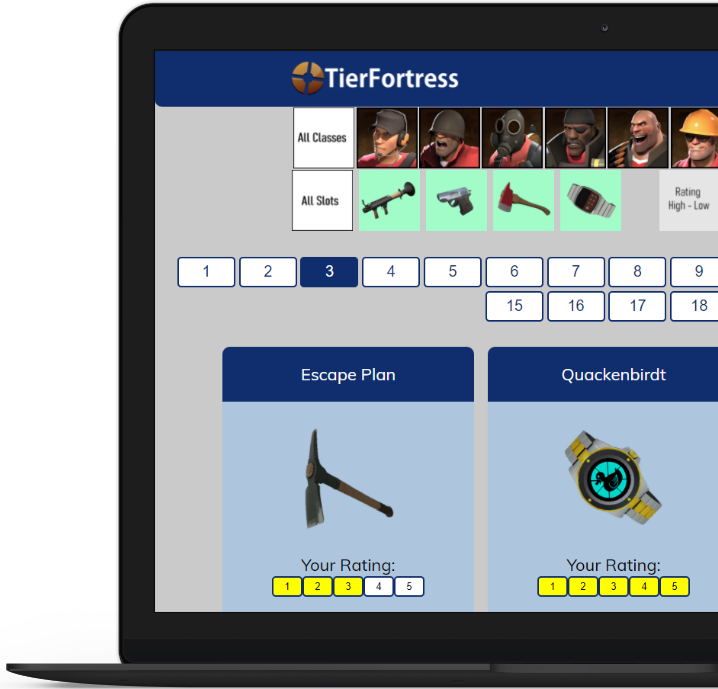 TierFortress
All Classes
All Slots
Rating
High - Low
1 2 3 4 5 6 7 8 9
15 16 17 18
Escape Plan
Quackenbirdt
Your Rating:
1 2 3 4 5
Your Rating:
1 2 3 4 5